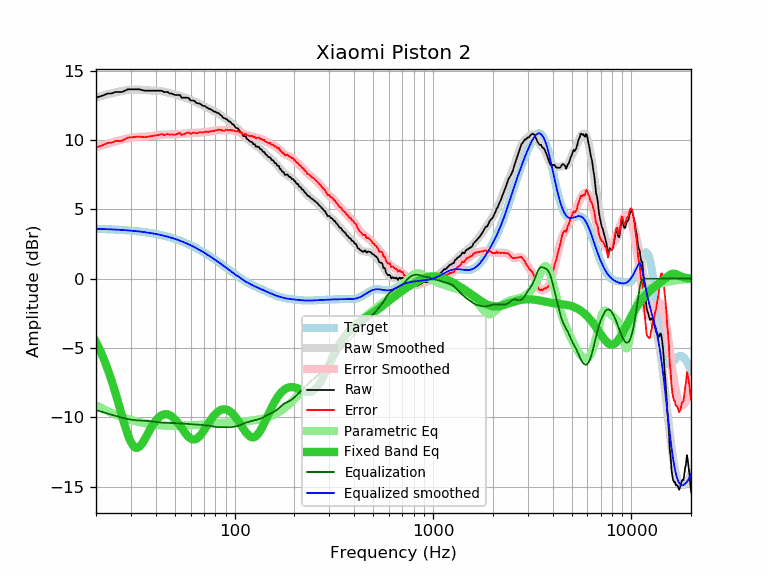 Xiaomi Piston 2
15
10
5
0
−5
−10
−15
Amplitude (dBr)
Target
Raw Smoothed
Error Smoothed
Raw
Error
Parametric Eq
Fixed Band Eq
Equalization
Equalized smoothed
100
1000
10000
Frequency (Hz)